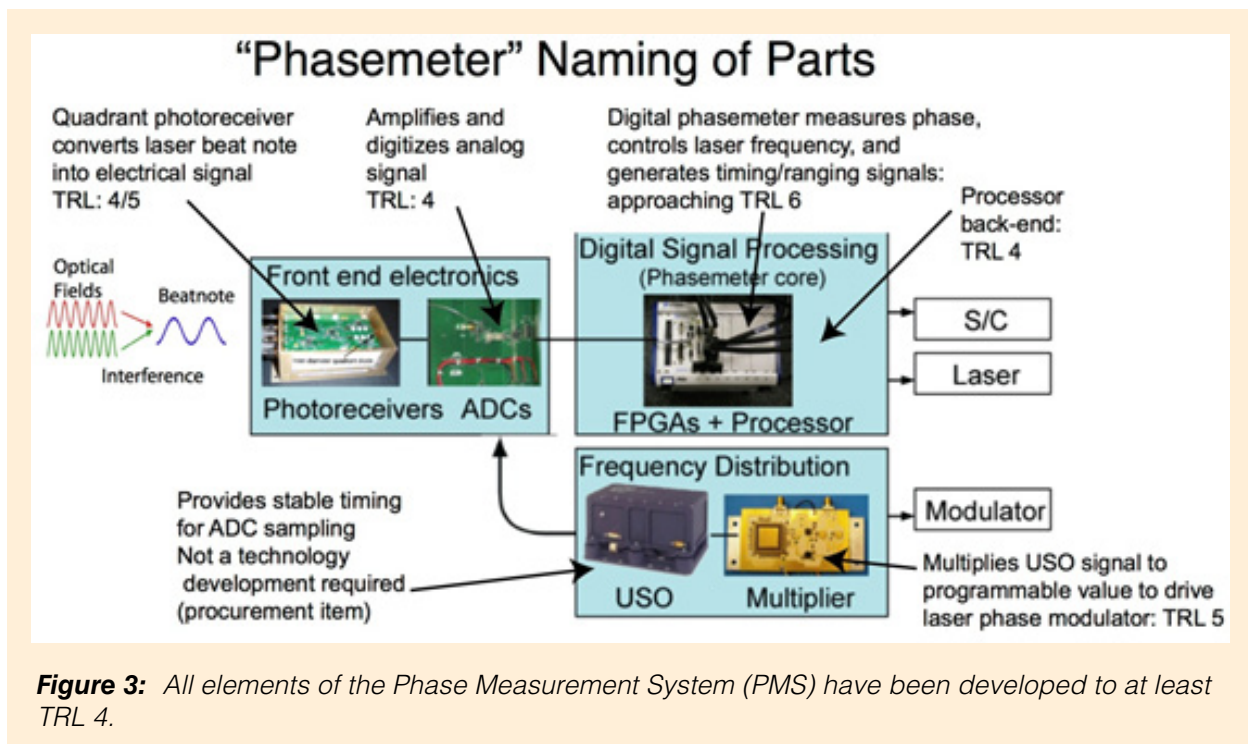 “Phasemeter” Naming of Parts
Quadrant photoreceiver
converts laser beat note
into electrical signal
TRL: 4/5
Amplifies and
digitizes analog
signal
TRL: 4
Digital phasemeter measures phase,
controls laser frequency, and
generates timing/ranging signals:
approaching TRL 6
Processor
back-end:
TRL 4
Optical
Fields
Beatnote
Interference
Front end electronics
Photoreceivers ADCs
Digital Signal Processing
(Phasemeter core)
FPGAs + Processor
S/C
Laser
Frequency Distribution
USO Multiplier
Modulator
Provides stable timing
for ADC sampling
Not a technology
development required
(procurement item)
Multiplies USO signal to
programmable value to drive
laser phase modulator: TRL 5
Figure 3: All elements of the Phase Measurement System (PMS) have been developed to at least
TRL 4.